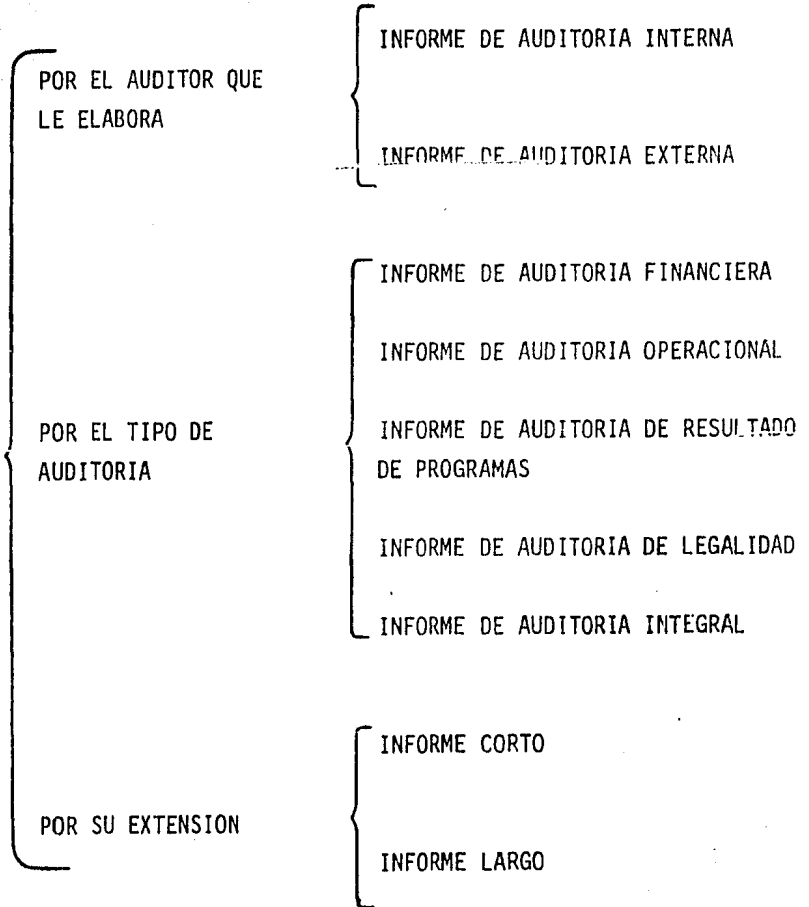 INFORME DE AUDITORIA INTERNA
POR EL AUDITOR QUE
LE ELABORA
INFORME DE AUDITORIA EXTERNA
INFORME DE AUDITORIA FINANCIERA
INFORME DE AUDITORIA OPERACIONAL
POR EL TIPO DE
AUDITORIA
INFORME DE AUDITORIA DE RESULTADO
DE PROGRAMAS
INFORME DE AUDITORIA DE LEGALIDAD
INFORME DE AUDITORIA INTEGRAL
INFORME CORTO
POR SU EXTENSION
INFORME LARGO